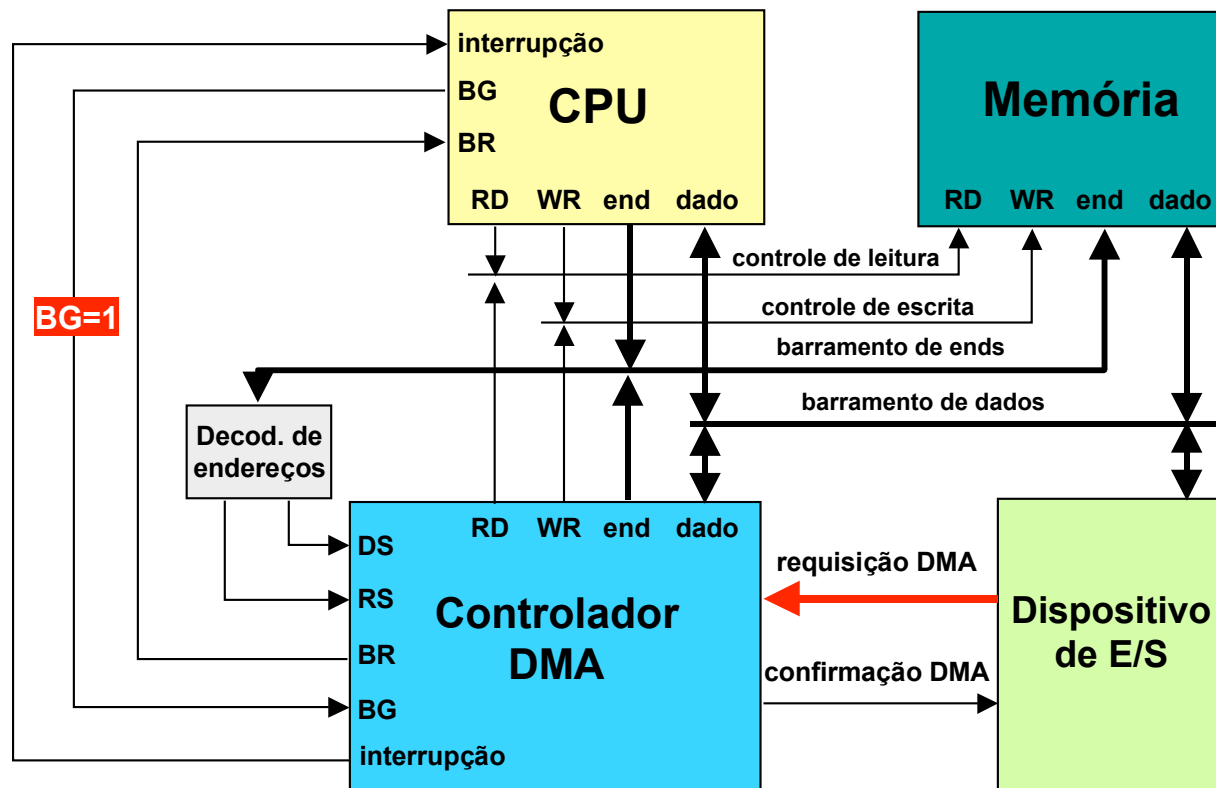 interrupção
BG
CPU
BR
RD WR end dado
Memória
RD WR end dado
controle de leitura
BG=1
controle de escrita
barramento de ends
barramento de dados
Decod. de
endereços
RD WR end dado
DS
RS
BR
BG
interrupção
Controlador
DMA
requisição DMA
confirmação DMA
Dispositivo
de E/S